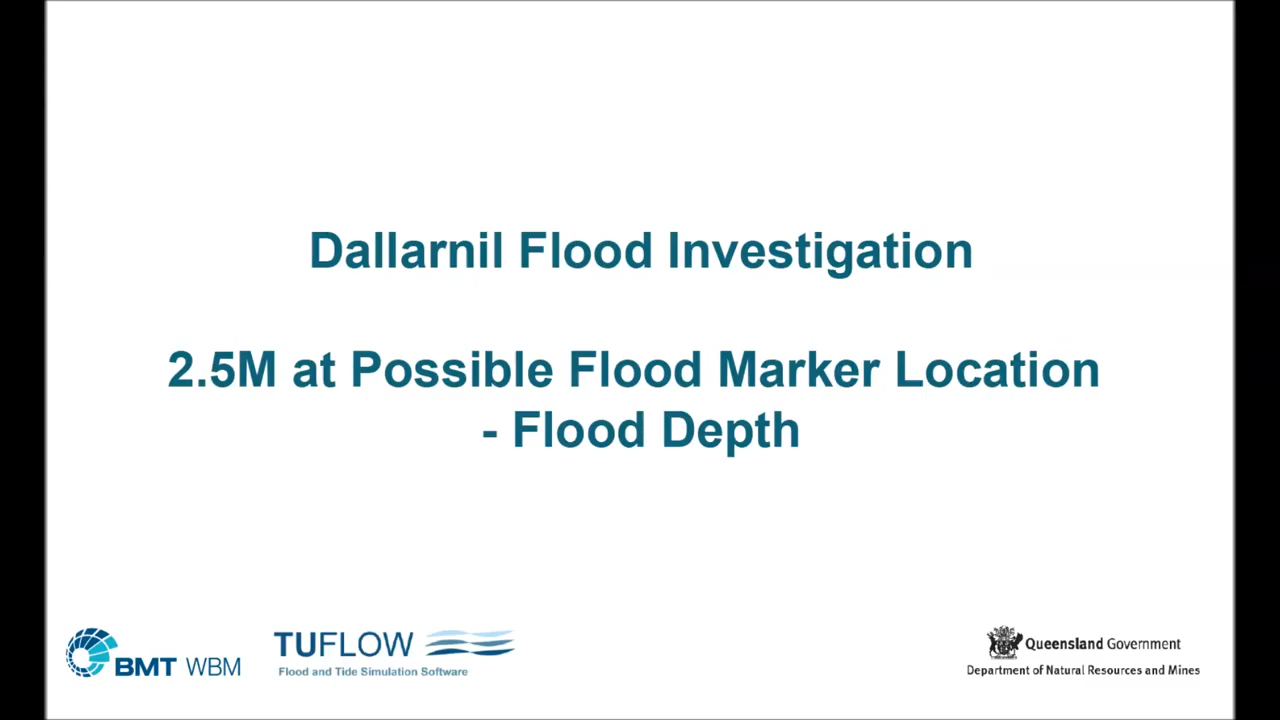 Dallarnil Flood Investigation
2.5M at Possible Flood Marker Location
- Flood Depth
BMT WBM
TUFLOW
Flood and Tide Simulation Software
Queensland Government
Department of Natural Resources and Mines